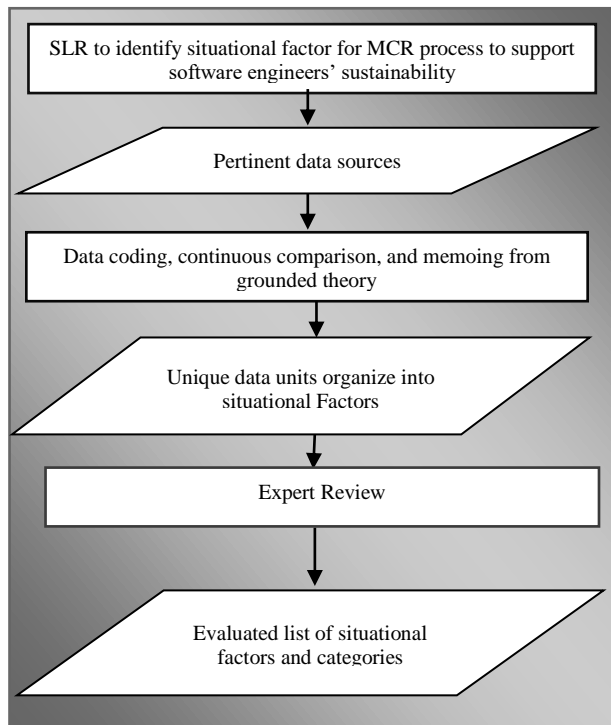 SLR to identify situational factor for MCR process to support
software engineers’ sustainability
Pertinent data sources
Data coding, continuous comparison, and memoing from
grounded theory
Unique data units organize into
situational Factors
Expert Review
Evaluated list of situational
factors and categories